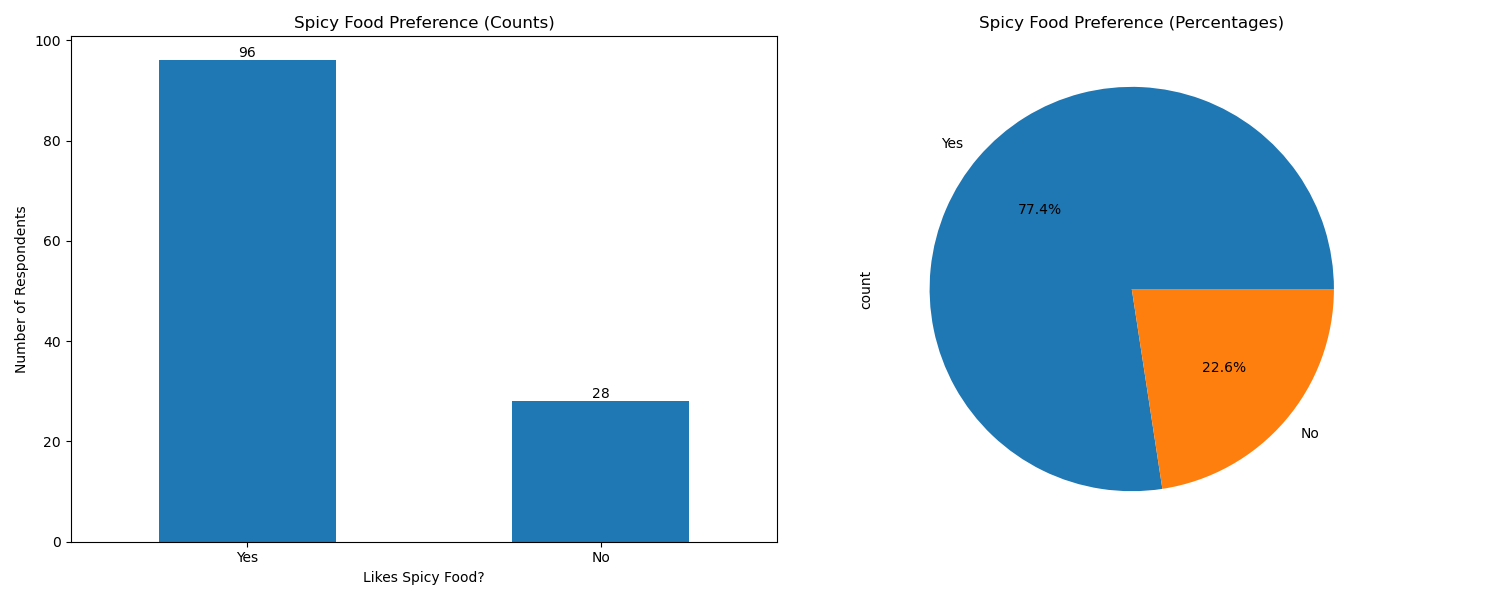 Spicy Food Preference (Counts)
100
80
60
40
20
0
Number of Respondents
96
28
Yes
No
Likes Spicy Food?
Spicy Food Preference (Percentages)
count
Yes
77.4%
22.6%
No